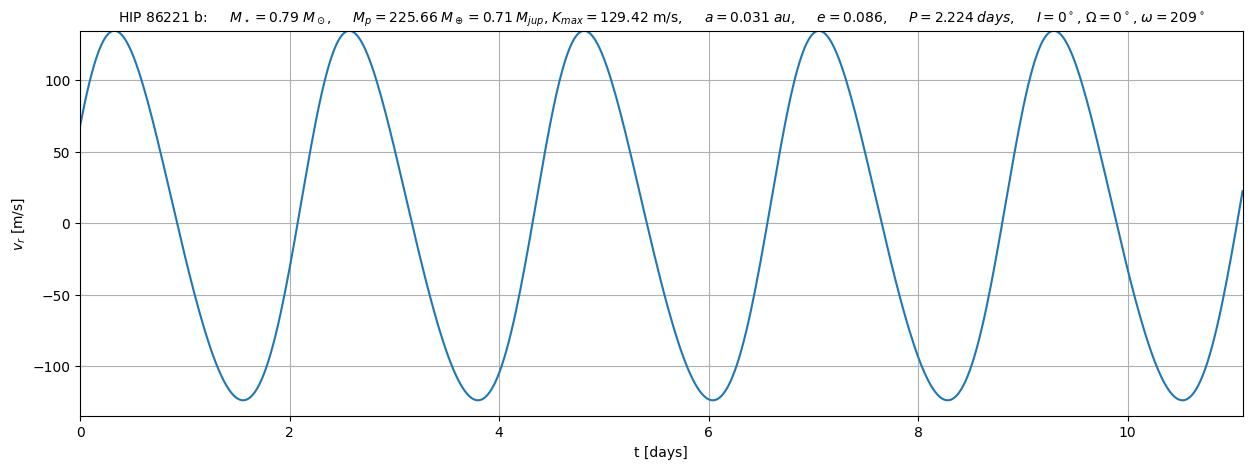 HIP 86221 b: M⋆ = 0.79 M⊙, Mp = 225.66 M⊕ = 0.71 Mjup, Kmax = 129.42 m/s, a = 0.031 au, e = 0.086, P = 2.224 days, I = 0°, Ω = 0°, ω = 209°
100
50
0
−50
−100
vr [m/s]
0 2 4 6 8 10
t [days]